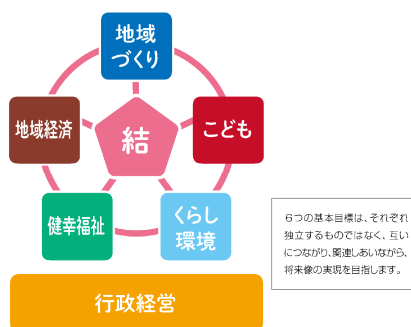 地域
づくり
地域経済
結
こども
健幸福祉
くらし
環境
6つの基本目標は、それぞれ
独立するものではなく、互い
につながり、関連しあいながら、
将来像の実現を目指します。
行政経営